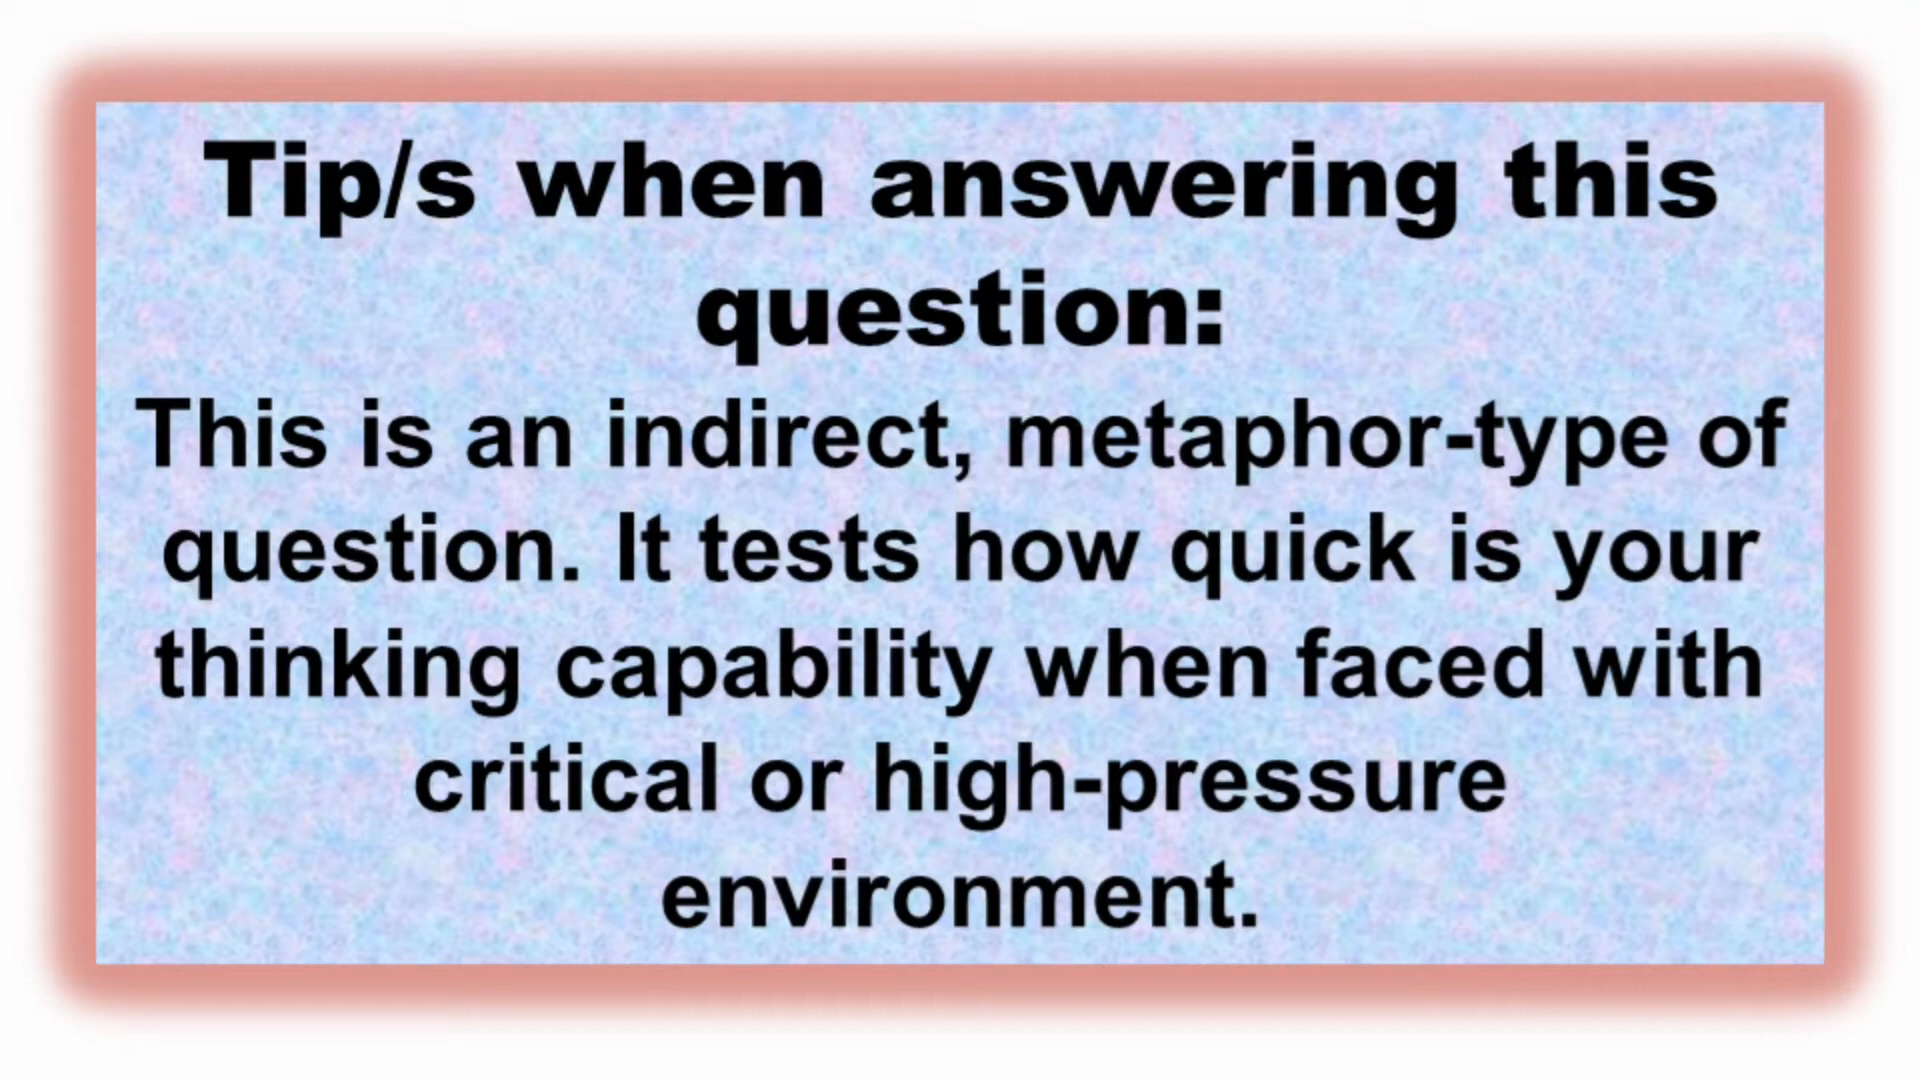 Tip/s when answering this
question:
This is an indirect, metaphor-type of
question. It tests how quick is your
thinking capability when faced with
critical or high-pressure
environment.